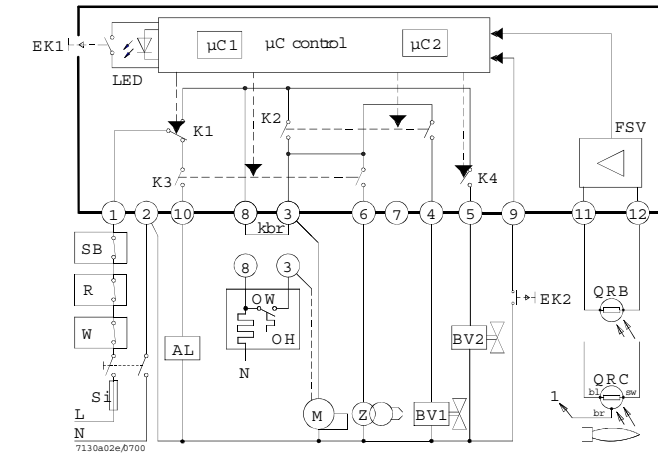 µC1
µC control
µC2
EK1
LED
FSV
K1
K2
K3
K4
1
2
10
8
3
6
7
4
5
9
11
12
kbr
SB
R
W
8
3
OW
OH
N
EK2
QRB
AL
BV2
Si
L
N
M
Z
BV1
QRC
bl
sw
br
1
7130a02e/0700